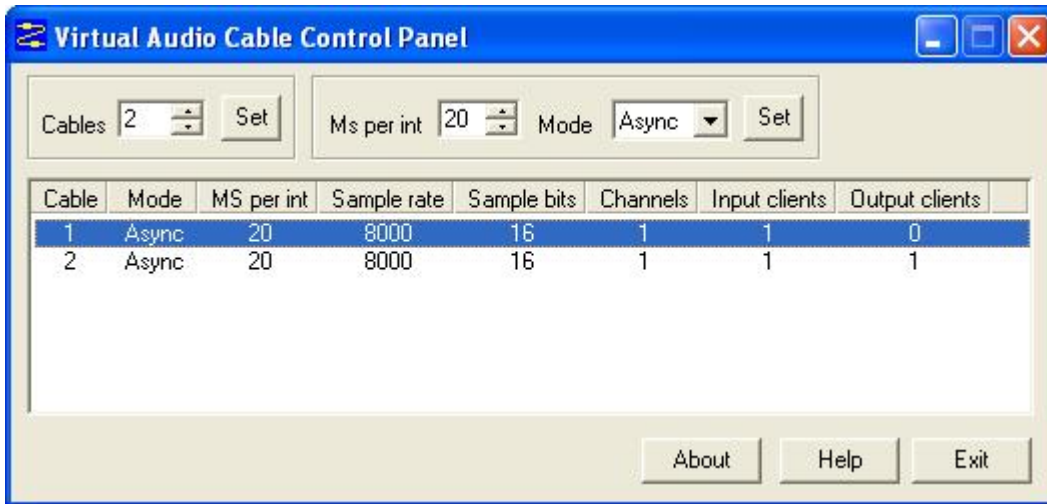 Virtual Audio Cable Control Panel
Cables 2 Set Ms per int 20 Mode Async Set
Cable Mode MS per int Sample rate Sample bits Channels Input clients Output clients
1 Async 20 8000 16 1 1 0
2 Async 20 8000 16 1 1 1
About Help Exit